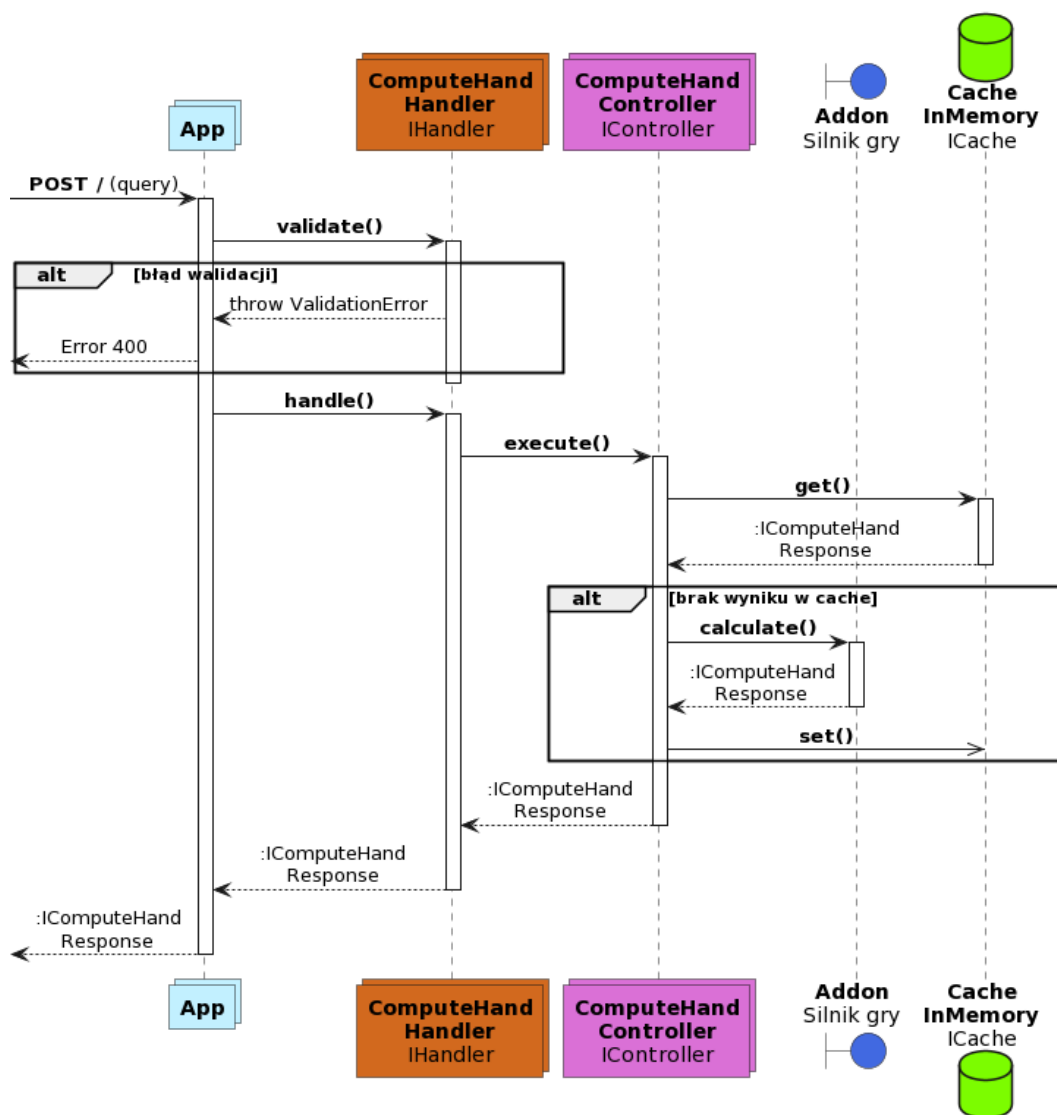 App
ComputeHand
Handler
IHandler
ComputeHand
Controller
IController
Addon
Silnik gry
Cache
InMemory
ICache
POST / (query)
validate()
alt
[błąd walidacji]
throw ValidationError
Error 400
handle()
execute()
get()
:IComputeHand
Response
alt
[brak wyniku w cache]
calculate()
:IComputeHand
Response
set()
:IComputeHand
Response
:IComputeHand
Response
:IComputeHand
Response
App
ComputeHand
Handler
IHandler
ComputeHand
Controller
IController
Addon
Silnik gry
Cache
InMemory
ICache